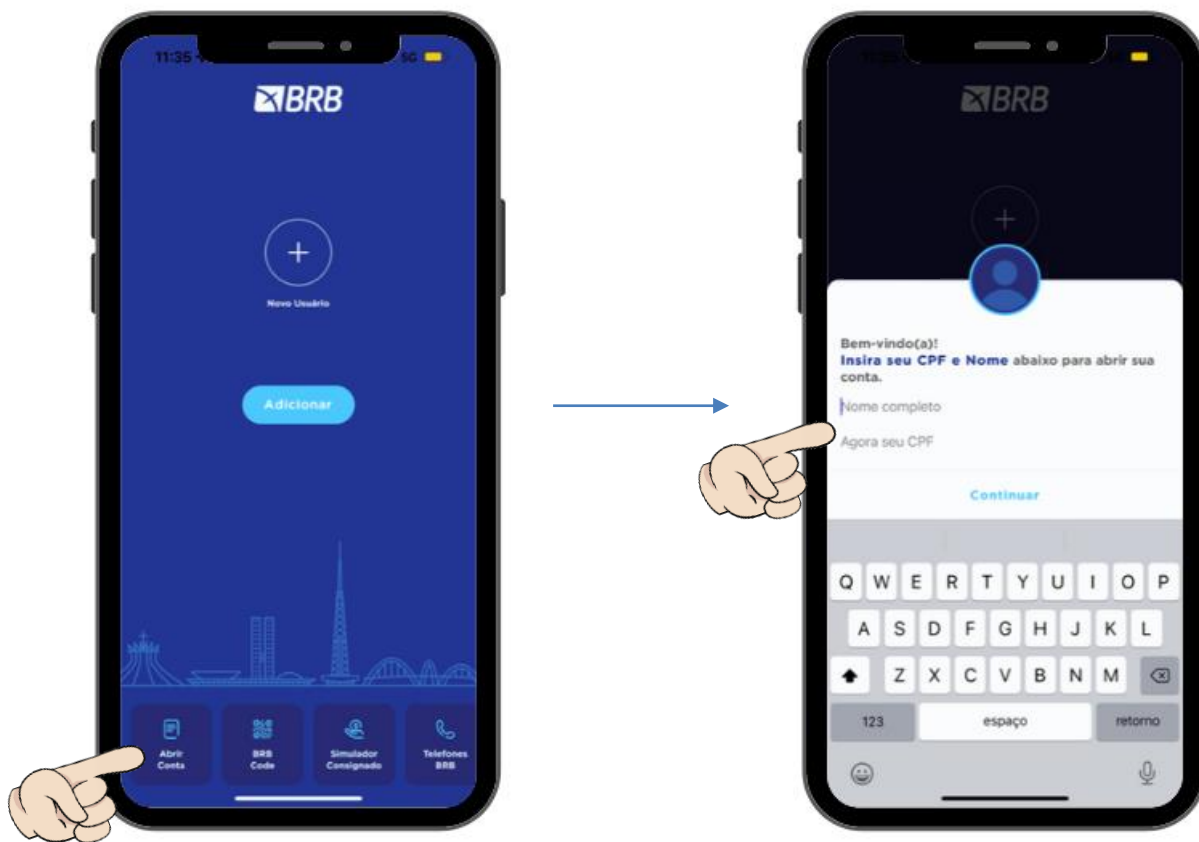 11:35
5G
BRB
Novo Usuário
Adicionar
Abrir
Conta
BRB
Code
Simulador
Consignado
Telefones
BRB
BRB
Bem-vindo(a)!
Insira seu CPF e Nome abaixo para abrir sua
conta.
Nome completo
Agora seu CPF
Continuar
Q W E R T Y U I O P
A S D F G H J K L
Z X C V B N M
123 espaço retorno